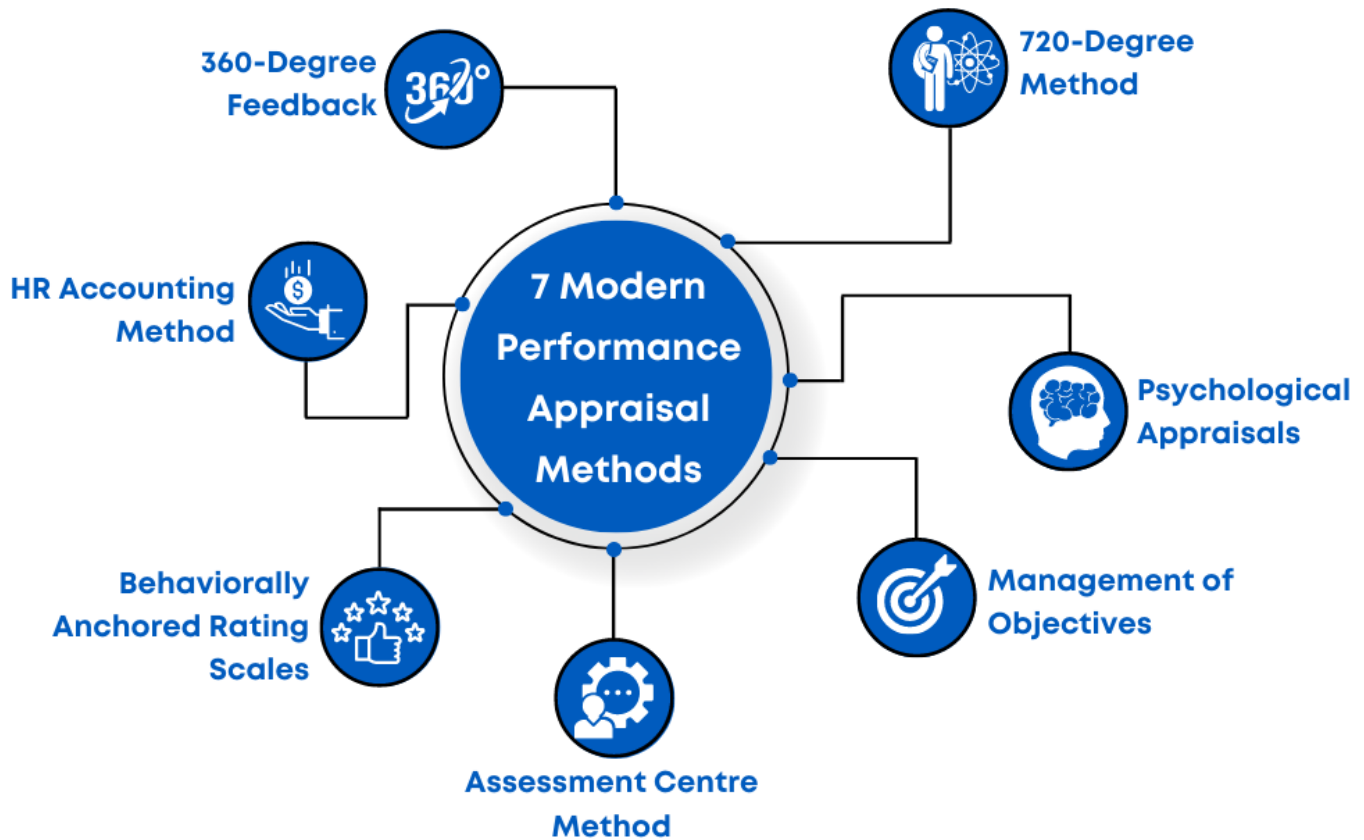 360-Degree
Feedback
360°
720-Degree
Method
HR Accounting
Method
$
7 Modern
Performance
Appraisal
Methods
Psychological
Appraisals
Management of
Objectives
Behaviorally
Anchored Rating
Scales
Assessment Centre
Method